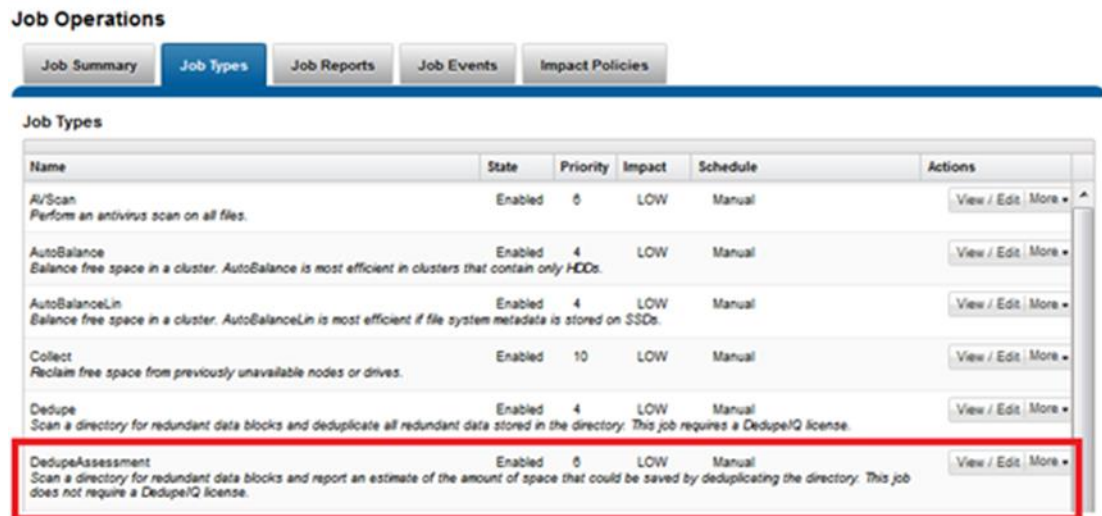 Job Operations
Job Summary Job Types Job Reports Job Events Impact Policies
Job Types
Name State Priority Impact Schedule Actions
AVScan Enabled 6 LOW Manual View / Edit More
Perform an antivirus scan on all files.
AutoBalance Enabled 4 LOW Manual View / Edit More
Balance free space in a cluster. AutoBalance is most efficient in clusters that contain only HDDs.
AutoBalanceLin Enabled 4 LOW Manual View / Edit More
Balance free space in a cluster. AutoBalanceLin is most efficient if file system metadata is stored on SSDs.
Collect Enabled 10 LOW Manual View / Edit More
Reclaim free space from previously unavailable nodes or drives.
Dedupe Enabled 4 LOW Manual View / Edit More
Scan a directory for redundant data blocks and deduplicate all redundant data stored in the directory. This job requires a DedupeIQ license.
DedupeAssessment Enabled 6 LOW Manual View / Edit More
Scan a directory for redundant data blocks and report an estimate of the amount of space that could be saved by deduplicating the directory. This job
does not require a DedupeIQ license.